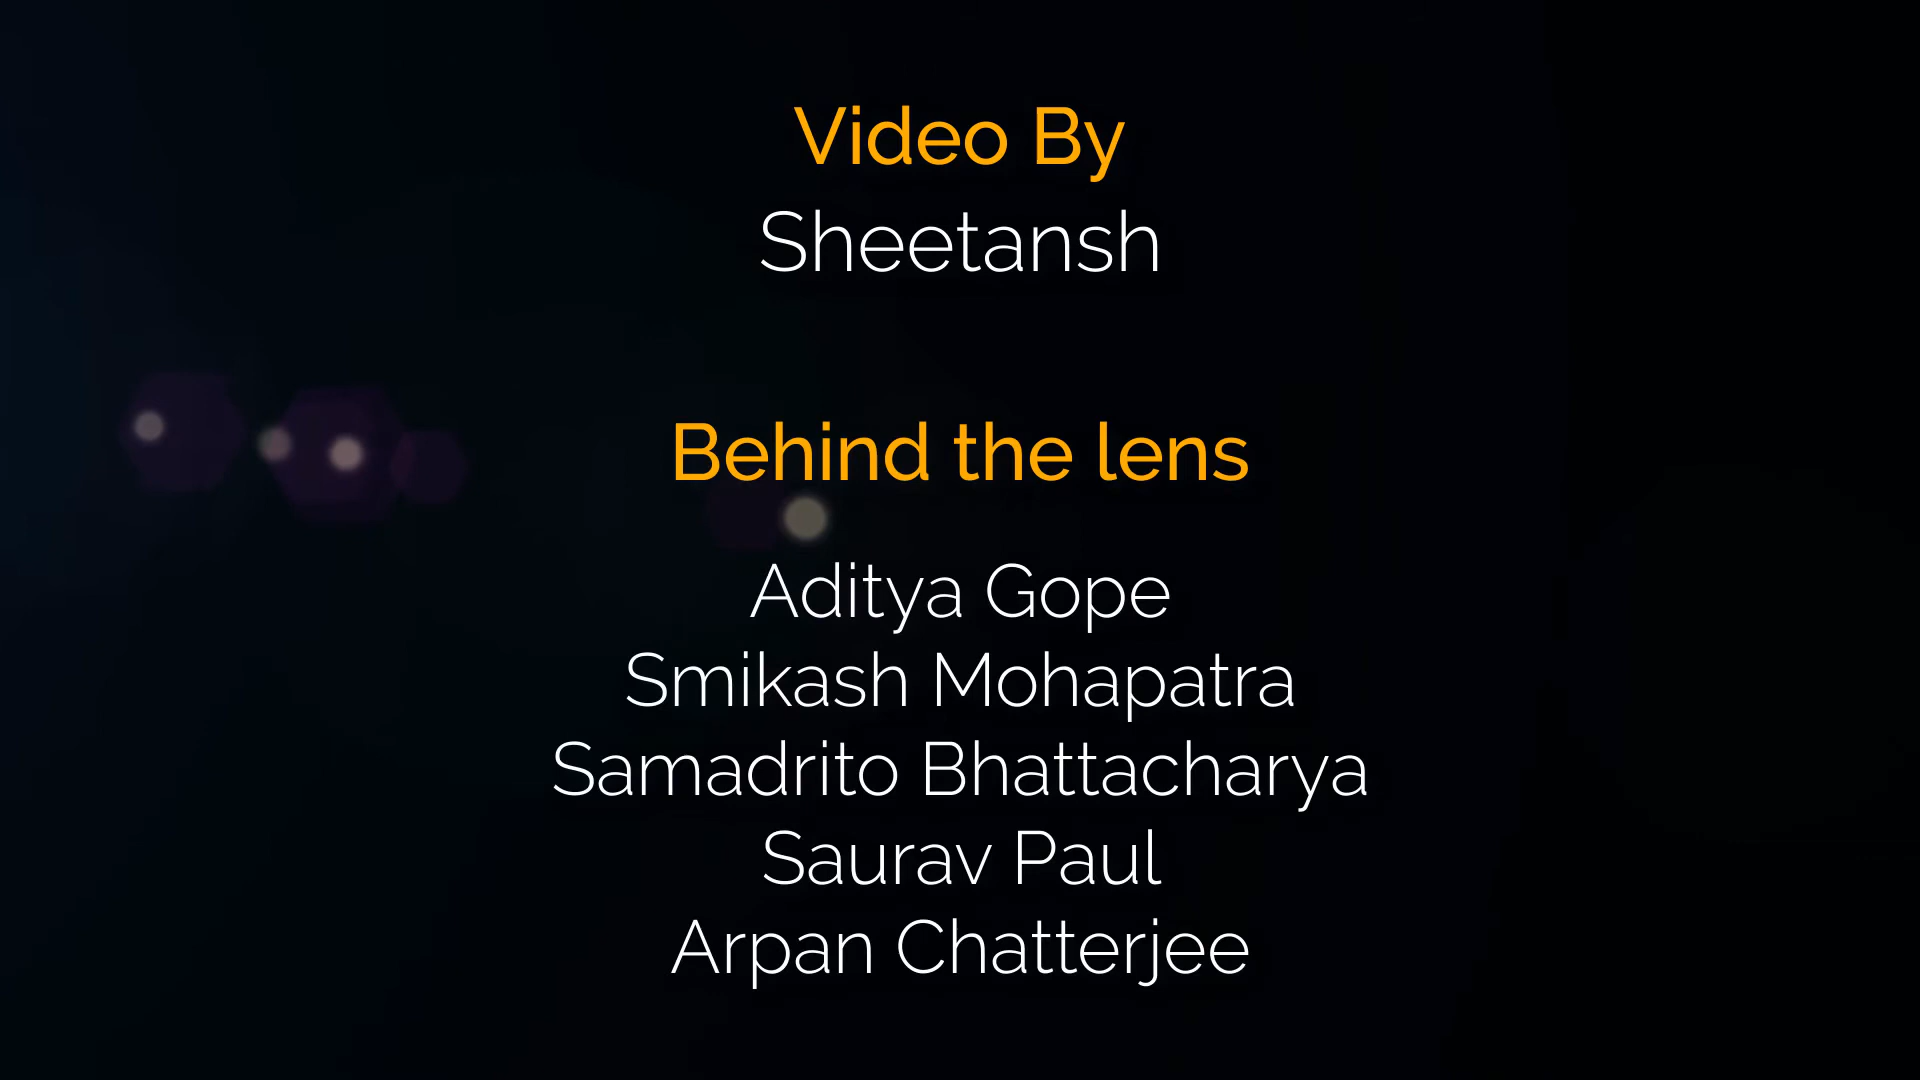 Video By
Sheetansh
Behind the lens
Aditya Gope
Smikash Mohapatra
Samadrito Bhattacharya
Saurav Paul
Arpan Chatterjee